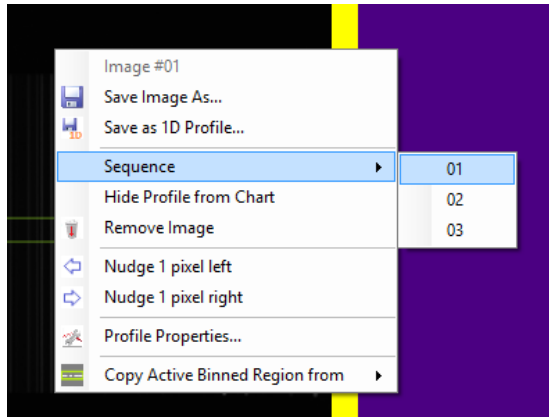 Image #01
Save Image As...
1D
Save as 1D Profile...
Sequence
01
Hide Profile from Chart
02
Remove Image
03
Nudge 1 pixel left
Nudge 1 pixel right
Profile Properties...
Copy Active Binned Region from